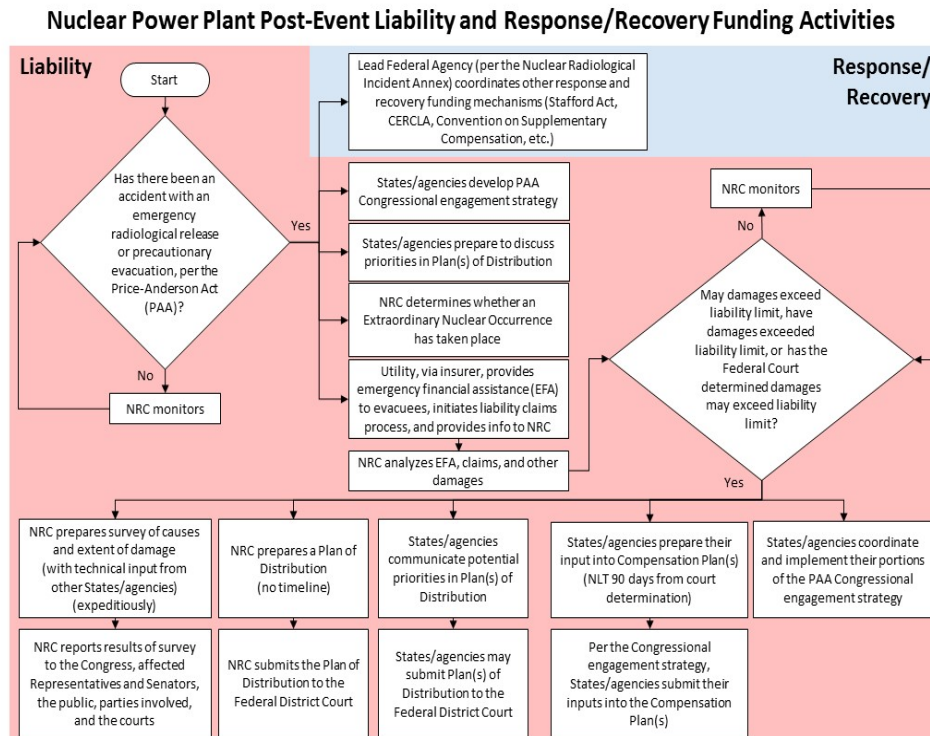 Nuclear Power Plant Post-Event Liability and Response/Recovery Funding Activities
Liability
Start
Lead Federal Agency (per the Nuclear Radiological
Incident Annex) coordinates other response and
recovery funding mechanisms (Stafford Act,
CERCLA, Convention on Supplementary
Compensation, etc.)
Response/
Recovery
Has there been an
accident with an
emergency
radiological release
or precautionary
evacuation, per the
Price-Anderson Act
(PAA)?
Yes
No
NRC monitors
States/agencies develop PAA
Congressional engagement strategy
States/agencies prepare to discuss
priorities in Plan(s) of Distribution
NRC determines whether an
Extraordinary Nuclear Occurrence
has taken place
Utility, via insurer, provides
emergency financial assistance (EFA)
to evacuees, initiates liability claims
process, and provides info to NRC
NRC analyzes EFA, claims, and other
damages
NRC monitors
No
May damages exceed
liability limit, have
damages exceeded
liability limit, or has the
Federal Court
determined damages
may exceed liability
limit?
Yes
NRC prepares survey of causes
and extent of damage
(with technical input from
other States/agencies)
(expeditiously)
NRC prepares a Plan of
Distribution
(no timeline)
States/agencies
communicate potential
priorities in Plan(s) of
Distribution
States/agencies prepare their
input into Compensation Plan(s)
(NLT 90 days from court
determination)
States/agencies coordinate
and implement their portions
of the PAA Congressional
engagement strategy
NRC reports results of survey
to the Congress, affected
Representatives and Senators,
the public, parties involved,
and the courts
NRC submits the Plan of
Distribution to the Federal
District Court
States/agencies may
submit Plan(s) of
Distribution to the
Federal District Court
Per the Congressional
engagement strategy,
States/agencies submit their
inputs into the Compensation
Plan(s)